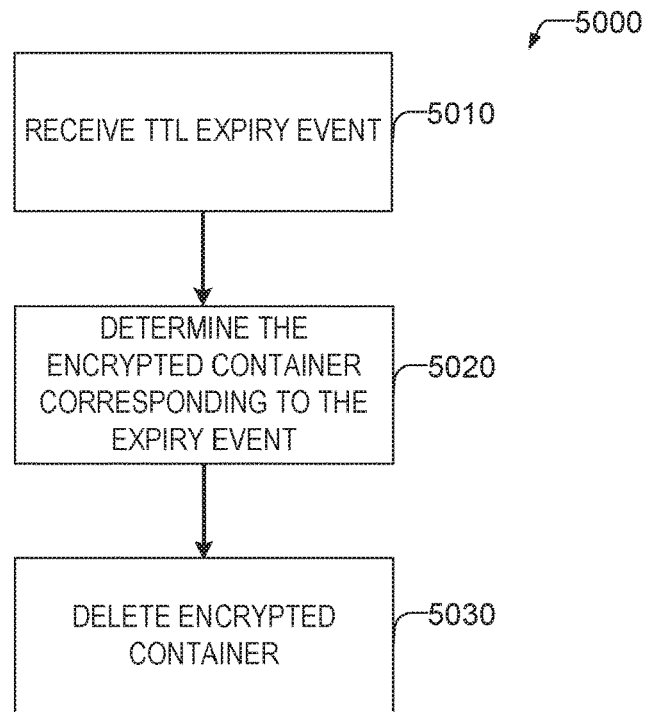 5000
RECEIVE TTL EXPIRY EVENT
5010
DETERMINE THE
ENCRYPTED CONTAINER
CORRESPONDING TO THE
EXPIRY EVENT
5020
DELETE ENCRYPTED
CONTAINER
5030